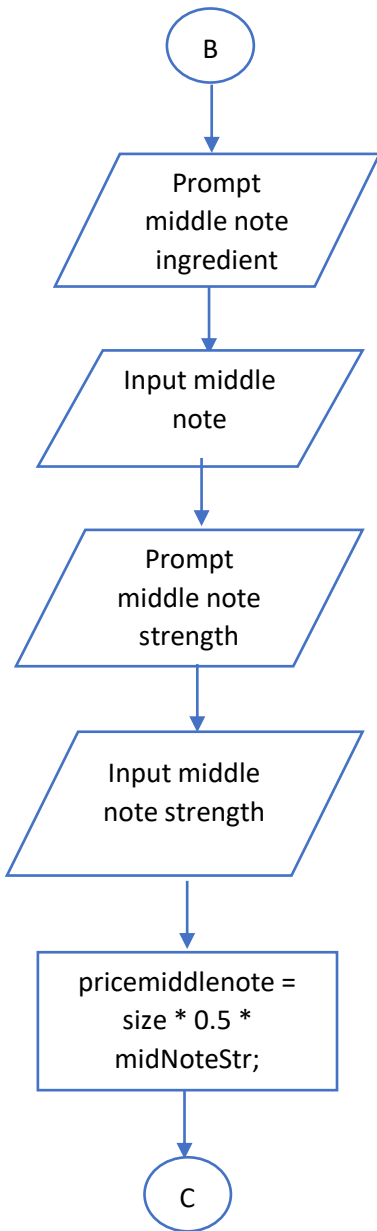 B
Prompt
middle note
ingredient
Input middle
note
Prompt
middle note
strength
Input middle
note strength
pricemiddlenote =
size * 0.5 *
midNoteStr;
C